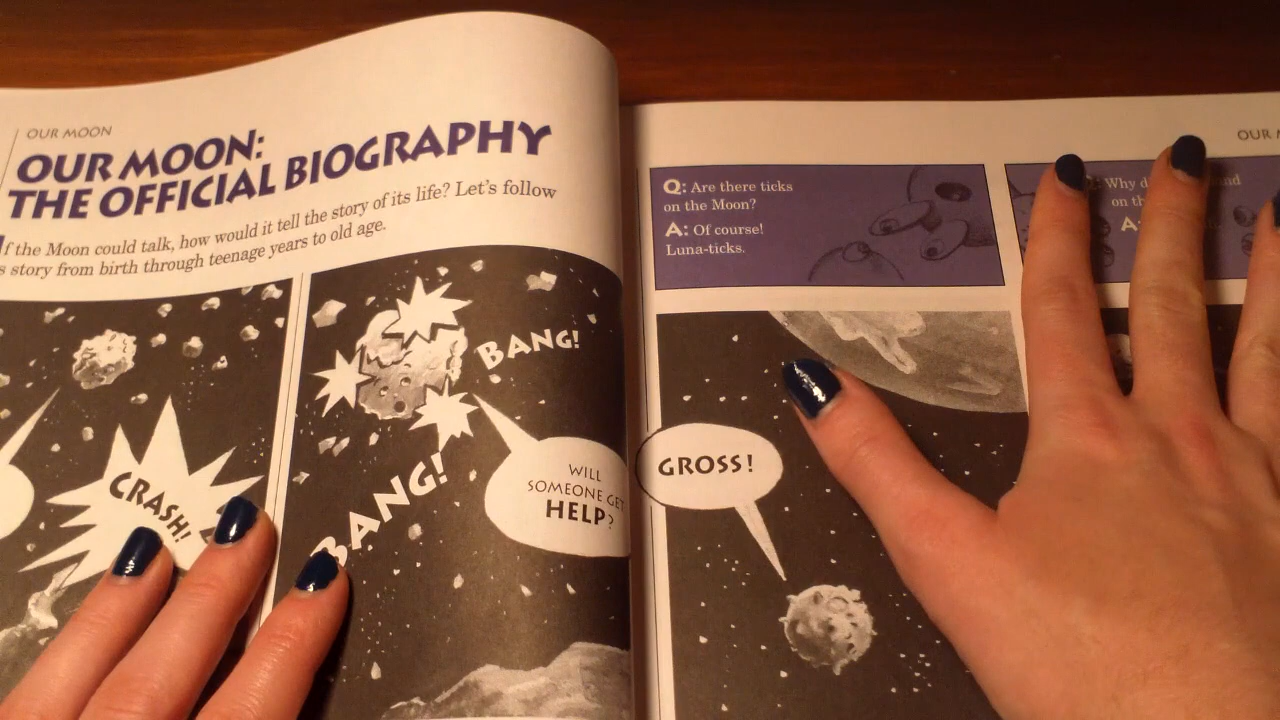 OUR MOON
OUR MOON:
THE OFFICIAL BIOGRAPHY
If the Moon could talk, how would it tell the story of its life? Let's follow
story from birth through teenage years to old age.
CRASH!
BANG!
BANG!
WILL
SOMEONE GET
HELP?
OUR
Q: Are there ticks
on the Moon?
A: Of course!
Luna-ticks.
Why
on
A:
GROSS!